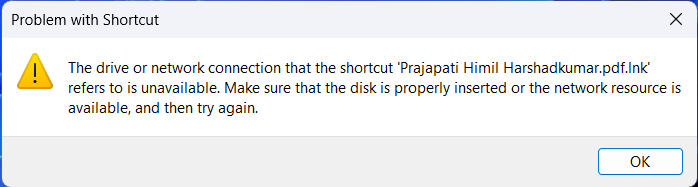 Problem with Shortcut
The drive or network connection that the shortcut 'Prajapati Himil Harshadkumar.pdf.lnk'
refers to is unavailable. Make sure that the disk is properly inserted or the network resource is
available, and then try again.
OK